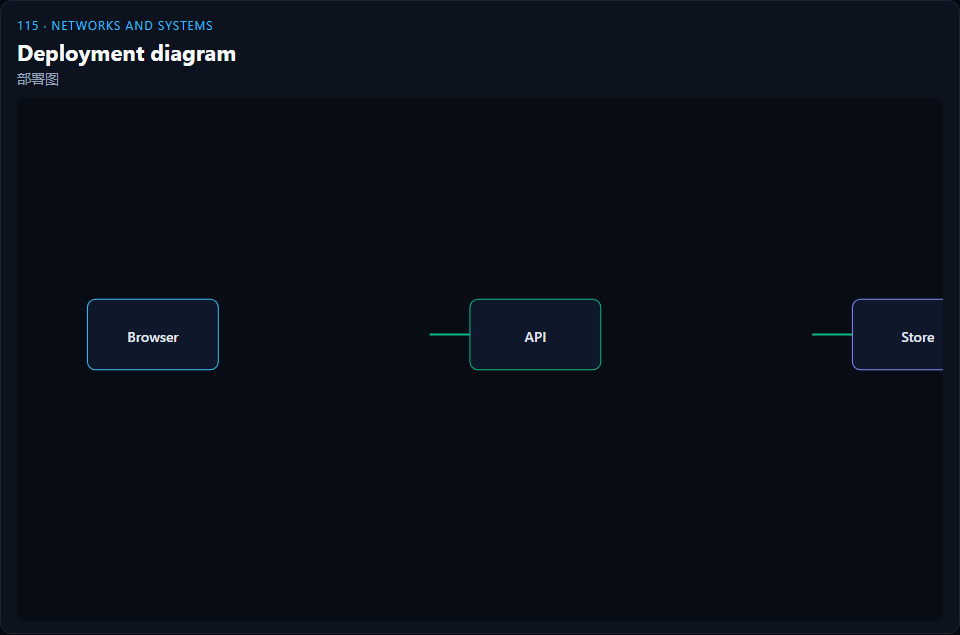 115 · NETWORKS AND SYSTEMS
Deployment diagram
部署图
Browser
API
Store